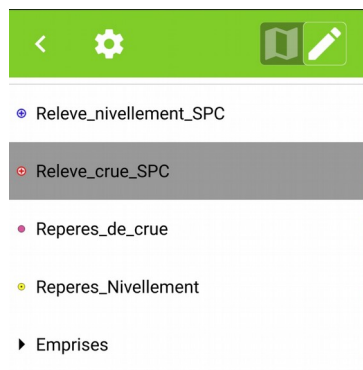 Releve_nivellement_SPC
Releve_crue_SPC
Reperes_de_crue
Reperes_Nivellement
Emprises